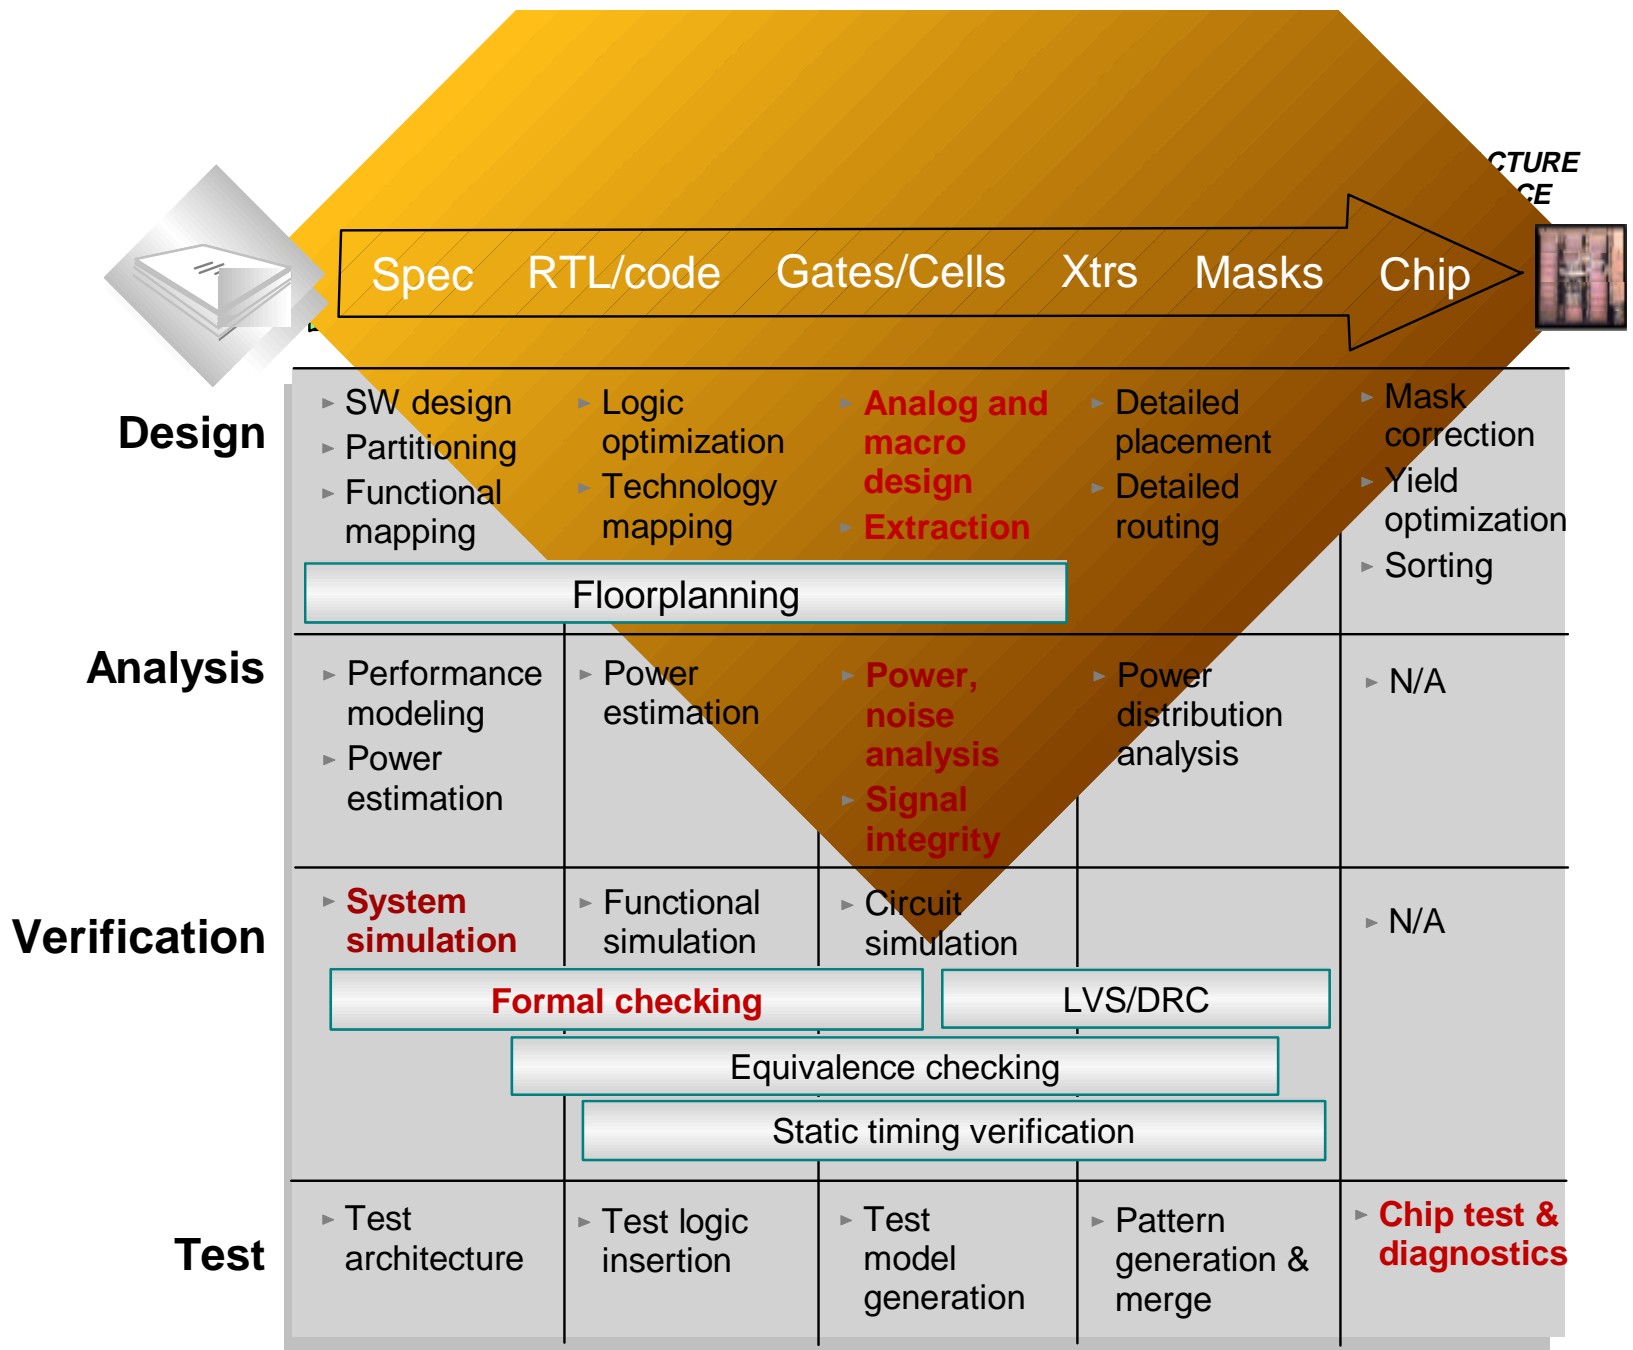 CTURE
CE
Spec RTL/code Gates/Cells Xtrs Masks Chip
Design
SW design
Partitioning
Functional
mapping
Logic
optimization
Technology
mapping
Analog and
macro
design
Extraction
Detailed
placement
Detailed
routing
Mask
correction
Yield
optimization
Sorting
Floorplanning
Analysis
Performance
modeling
Power
estimation
Power
estimation
Power,
noise
analysis
Signal
integrity
Power
distribution
analysis
N/A
Verification
System
simulation
Functional
simulation
Circuit
simulation
N/A
Formal checking
LVS/DRC
Equivalence checking
Static timing verification
Test
Test
architecture
Test logic
insertion
Test
model
generation
Pattern
generation &
merge
Chip test &
diagnostics